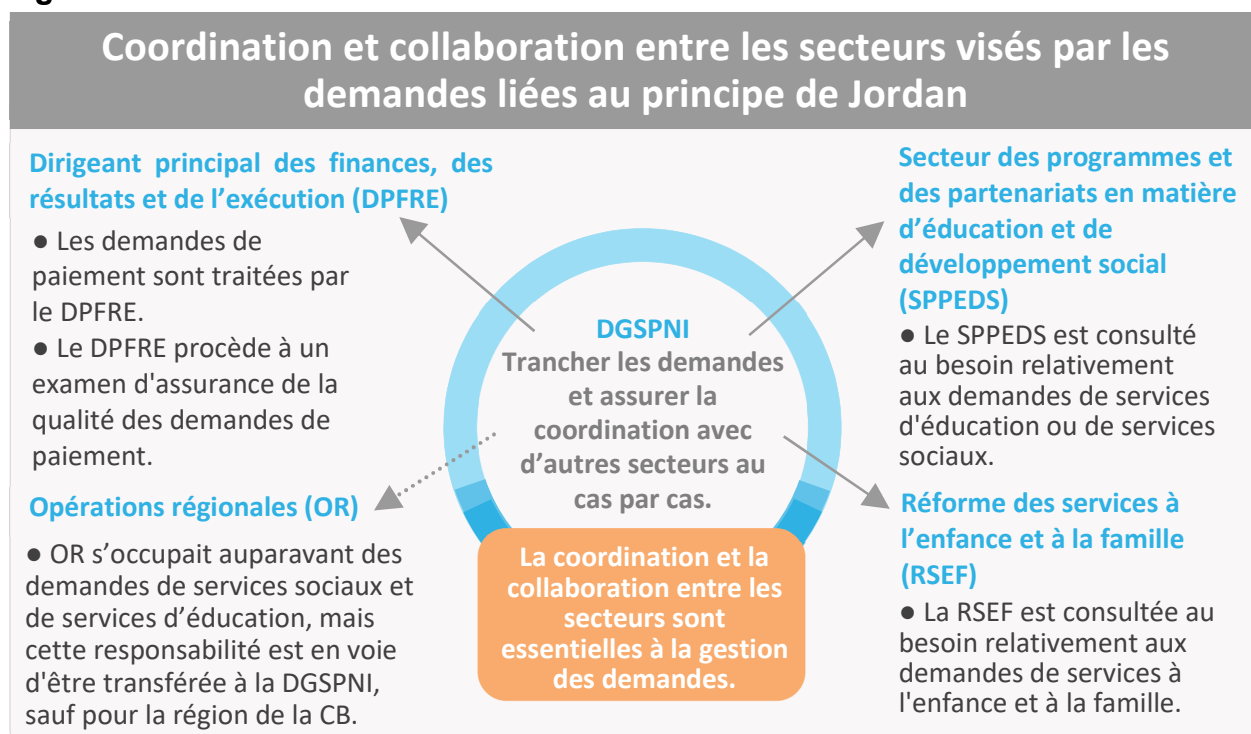 Coordination et collaboration entre les secteurs visés par les
demandes liées au principe de Jordan
Dirigeant principal des finances, des
résultats et de l’exécution (DPFRE)
● Les demandes de
paiement sont traitées par
le DPFRE.
● Le DPFRE procède à un
examen d'assurance de la
qualité des demandes de
paiement.
Opérations régionales (OR)
● OR s’occupait auparavant des
demandes de services sociaux et
de services d’éducation, mais
cette responsabilité est en voie
d'être transférée à la DGSPNI,
sauf pour la région de la CB.
DGSPNI
Trancher les demandes
et assurer la
coordination avec
d’autres secteurs au
cas par cas.
La coordination et la
collaboration entre les
secteurs sont
essentielles à la gestion
des demandes.
Secteur des programmes et
des partenariats en matière
d’éducation et de
développement social
(SPPEDS)
● Le SPPEDS est consulté
au besoin relativement
aux demandes de services
d'éducation ou de services
sociaux.
Réforme des services à
l’enfance et à la famille
(RSEF)
● La RSEF est consultée au
besoin relativement aux
demandes de services à
l'enfance et à la famille.